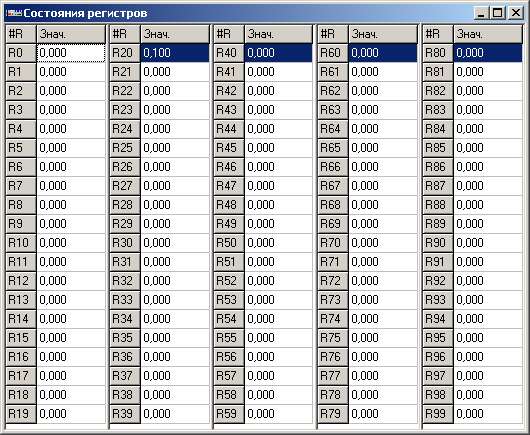 Состояния регистров
#R Знач. #R Знач. #R Знач. #R Знач. #R Знач.
R0 0,000 R20 0,100 R40 0,000 R60 0,000 R80 0,000
R1 0,000 R21 0,000 R41 0,000 R61 0,000 R81 0,000
R2 0,000 R22 0,000 R42 0,000 R62 0,000 R82 0,000
R3 0,000 R23 0,000 R43 0,000 R63 0,000 R83 0,000
R4 0,000 R24 0,000 R44 0,000 R64 0,000 R84 0,000
R5 0,000 R25 0,000 R45 0,000 R65 0,000 R85 0,000
R6 0,000 R26 0,000 R46 0,000 R66 0,000 R86 0,000
R7 0,000 R27 0,000 R47 0,000 R67 0,000 R87 0,000
R8 0,000 R28 0,000 R48 0,000 R68 0,000 R88 0,000
R9 0,000 R29 0,000 R49 0,000 R69 0,000 R89 0,000
R10 0,000 R30 0,000 R50 0,000 R70 0,000 R90 0,000
R11 0,000 R31 0,000 R51 0,000 R71 0,000 R91 0,000
R12 0,000 R32 0,000 R52 0,000 R72 0,000 R92 0,000
R13 0,000 R33 0,000 R53 0,000 R73 0,000 R93 0,000
R14 0,000 R34 0,000 R54 0,000 R74 0,000 R94 0,000
R15 0,000 R35 0,000 R55 0,000 R75 0,000 R95 0,000
R16 0,000 R36 0,000 R56 0,000 R76 0,000 R96 0,000
R17 0,000 R37 0,000 R57 0,000 R77 0,000 R97 0,000
R18 0,000 R38 0,000 R58 0,000 R78 0,000 R98 0,000
R19 0,000 R39 0,000 R59 0,000 R79 0,000 R99 0,000